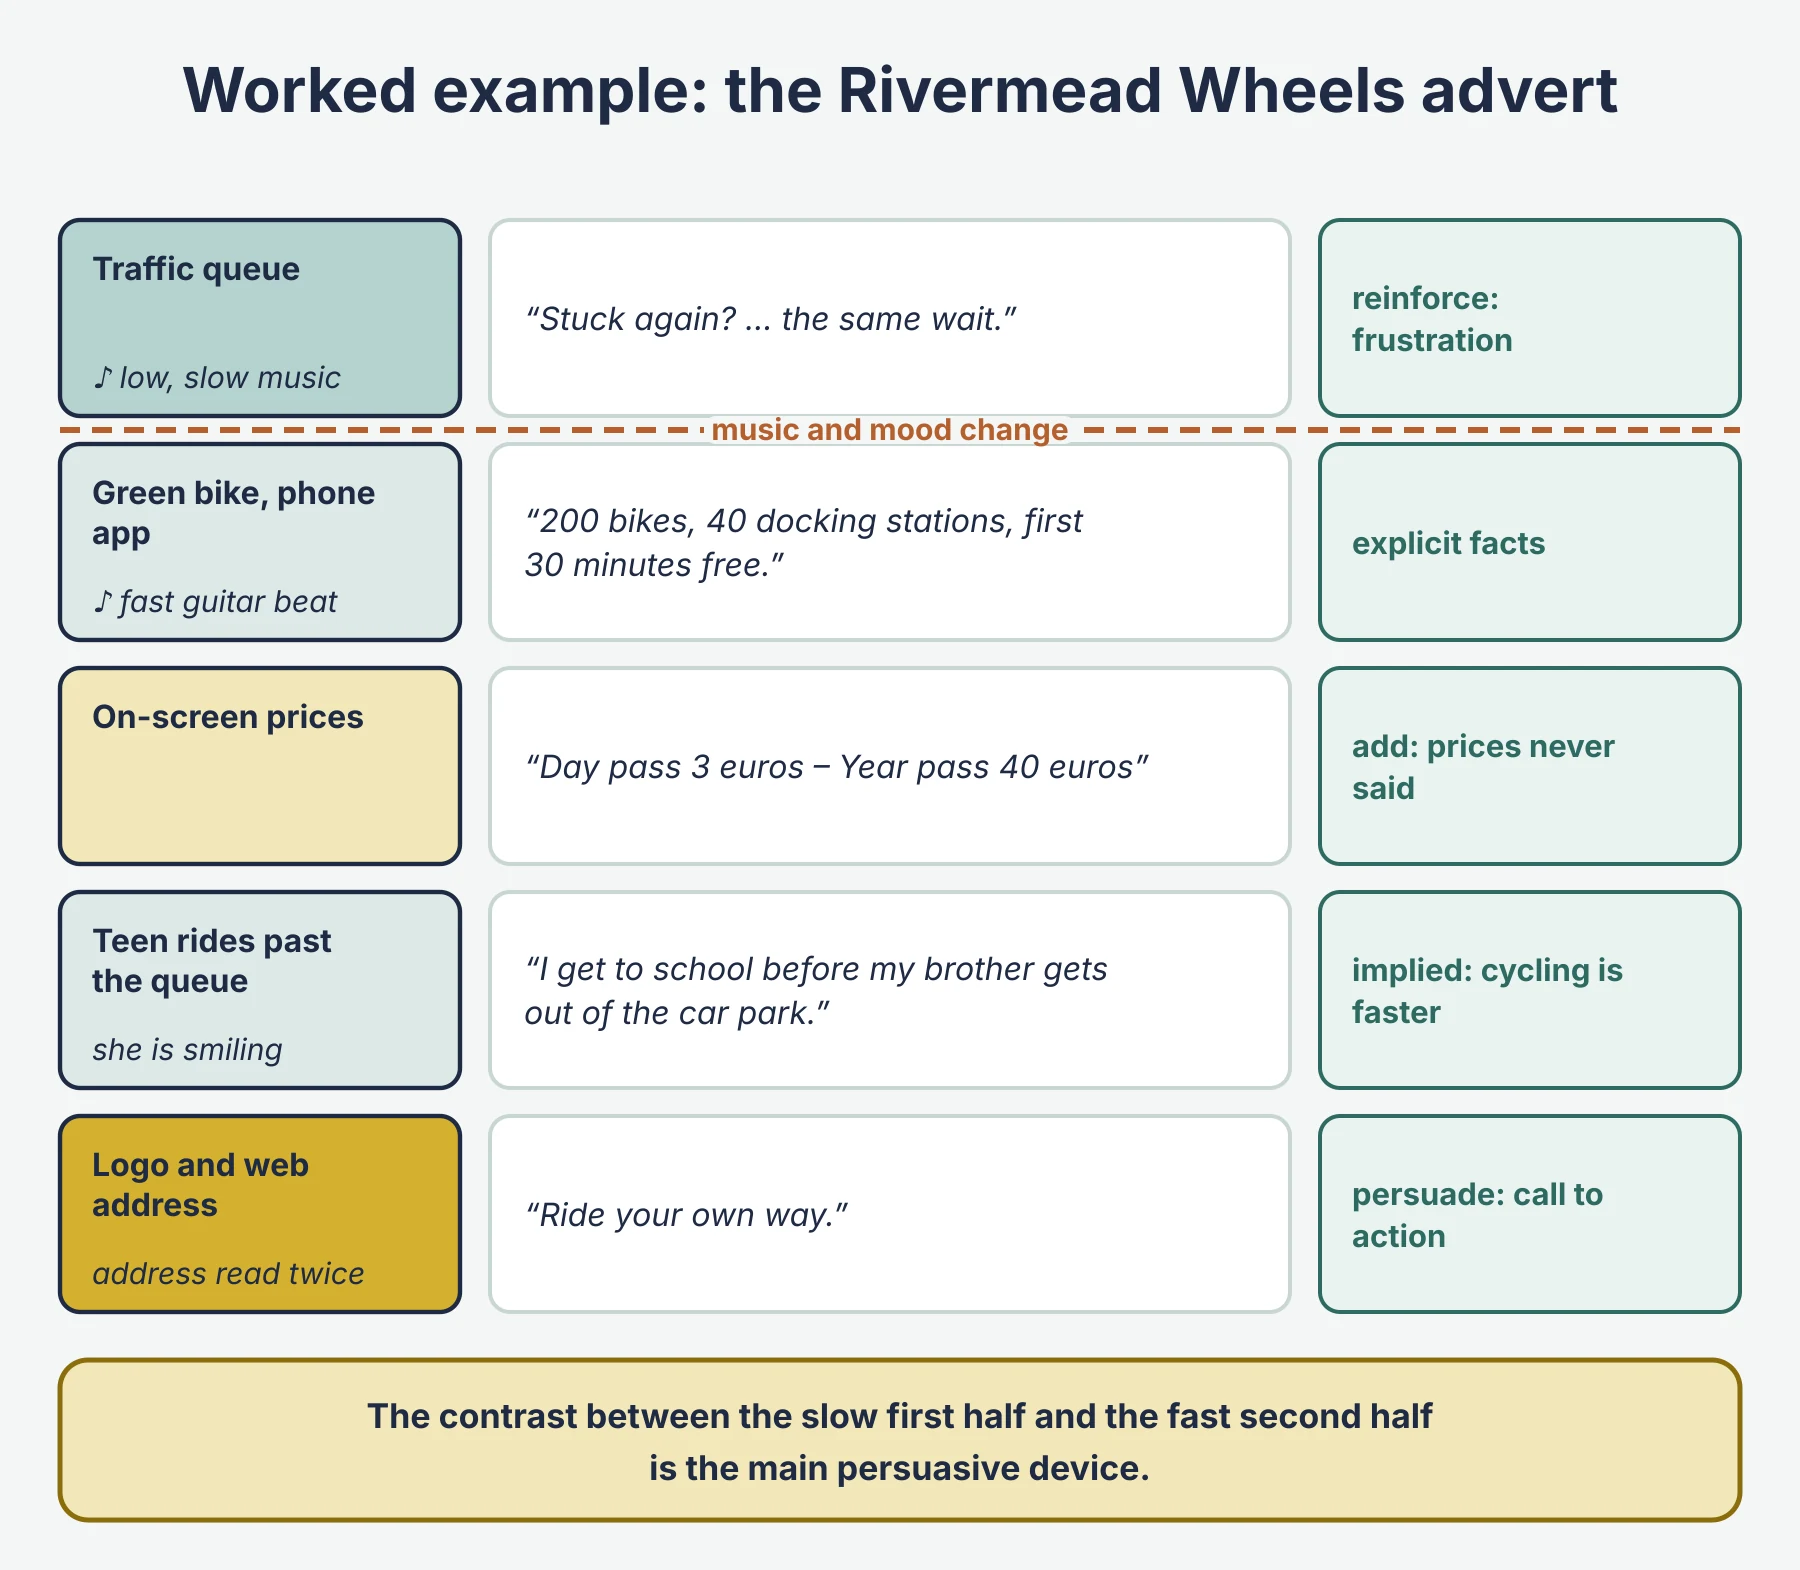 Worked example: the Rivermead Wheels advert
Traffic queue
♪ low, slow music
“Stuck again? … the same wait.”
reinforce:
frustration
music and mood change
Green bike, phone
app
♪ fast guitar beat
“200 bikes, 40 docking stations, first
30 minutes free.”
explicit facts
On-screen prices
“Day pass 3 euros – Year pass 40 euros”
add: prices never
said
Teen rides past
the queue
she is smiling
“I get to school before my brother gets
out of the car park.”
implied: cycling is
faster
Logo and web
address
address read twice
“Ride your own way.”
persuade: call to
action
The contrast between the slow first half and the fast second half
is the main persuasive device.